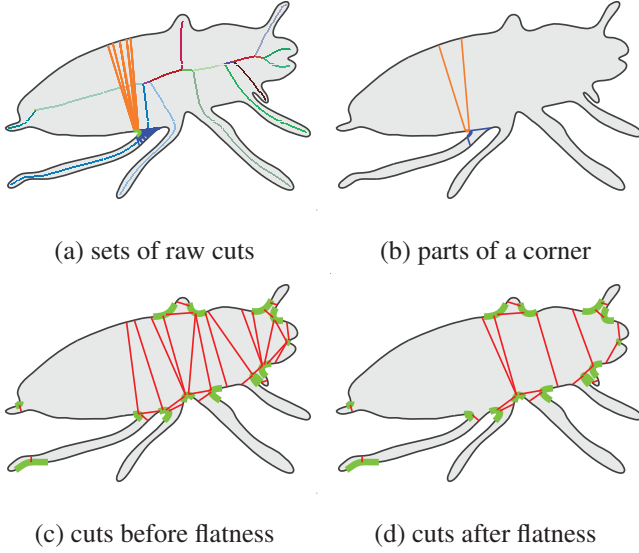 (a) sets of raw cuts
(b) parts of a corner
(c) cuts before flatness
(d) cuts after flatness